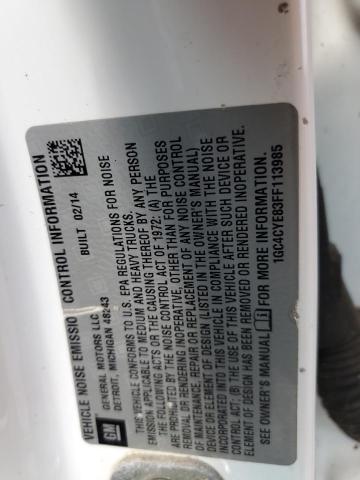 VEHICLE NOISE EMISSIO CONTROL INFORMATION
GM GENERAL MOTORS LLC
DETROIT, MICHIGAN 48243
BUILT 02/14
THIS VEHICLE CONFORMS TO U.S. EPA REGULATIONS FOR NOISE
EMISSION APPLICABLE TO MEDIUM AND HEAVY TRUCKS.
THE FOLLOWING ACTS OR THE CAUSING THEREOF BY ANY PERSON
ARE PROHIBITED BY THE NOISE CONTROL ACT OF 1972: (A) THE
REMOVAL OR RENDERING INOPERATIVE, OTHER THAN FOR PURPOSES
OF MAINTENANCE, REPAIR OR REPLACEMENT, OF ANY NOISE CONTROL
DEVICE OR ELEMENT OF DESIGN (LISTED IN THE OWNER'S MANUAL)
INCORPORATED INTO THIS VEHICLE IN COMPLIANCE WITH THE NOISE
CONTROL ACT, (B) THE USE OF THIS VEHICLE AFTER SUCH DEVICE OR
ELEMENT OF DESIGN HAS BEEN REMOVED OR RENDERED INOPERATIVE.
SEE OWNER'S MANUAL FOR MORE INFORMATION.
1GC4CYE83FF113985